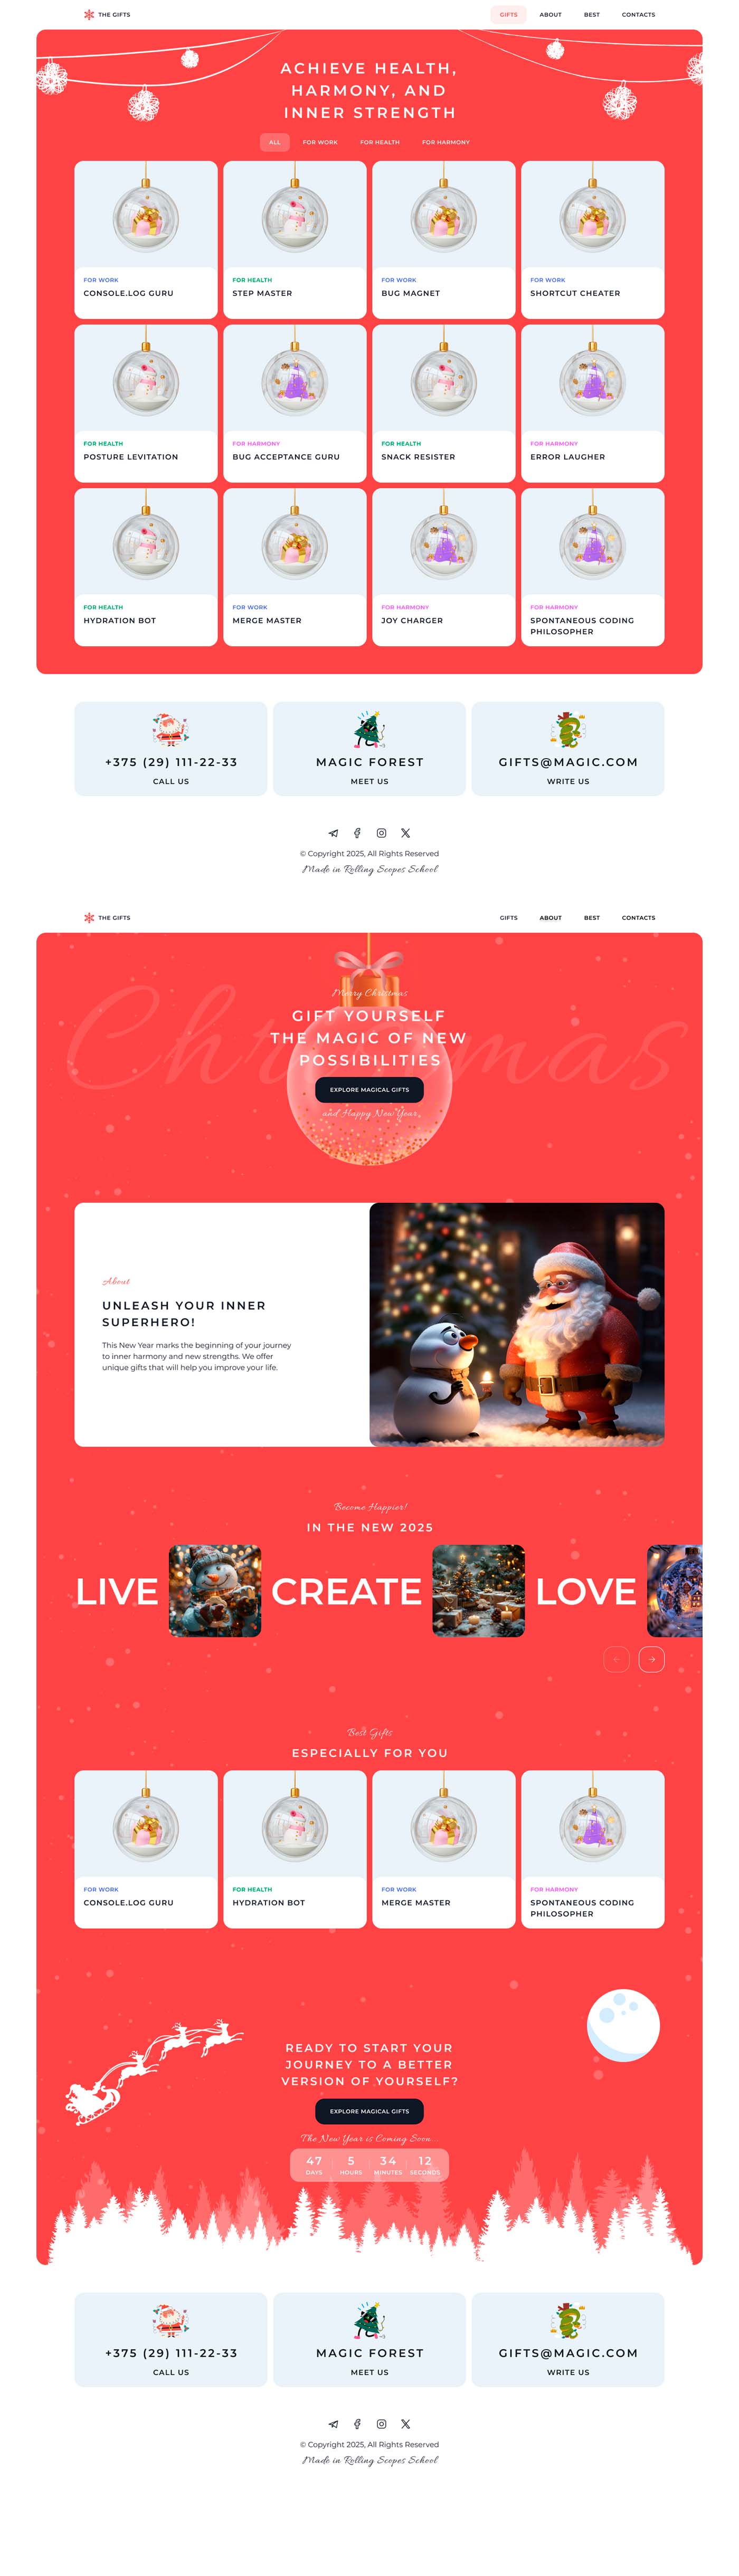 THE GIFTS
GIFTS
ABOUT
BEST
CONTACTS
ACHIEVE HEALTH,
HARMONY, AND
INNER STRENGTH
ALL
FOR WORK
FOR HEALTH
FOR HARMONY
FOR WORK
CONSOLE.LOG GURU
FOR HEALTH
STEP MASTER
FOR WORK
BUG MAGNET
FOR WORK
SHORTCUT CHEATER
FOR HEALTH
POSTURE LEVITATION
FOR HARMONY
BUG ACCEPTANCE GURU
FOR HEALTH
SNACK RESISTER
FOR HARMONY
ERROR LAUGHER
FOR HEALTH
HYDRATION BOT
FOR WORK
MERGE MASTER
FOR HARMONY
JOY CHARGER
FOR HARMONY
SPONTANEOUS CODING
PHILOSOPHER
+375 (29) 111-22-33
CALL US
MAGIC FOREST
MEET US
GIFTS@MAGIC.COM
WRITE US
© Copyright 2025, All Rights Reserved
Made in Rolling Scopes School
THE GIFTS
GIFTS
ABOUT
BEST
CONTACTS
Christmas
Merry Christmas
GIFT YOURSELF
THE MAGIC OF NEW
POSSIBILITIES
EXPLORE MAGICAL GIFTS
and Happy New Year
About
UNLEASH YOUR INNER
SUPERHERO!
This New Year marks the beginning of your journey
to inner harmony and new strengths. We offer
unique gifts that will help you improve your life.
Become Happier!
IN THE NEW 2025
LIVE
CREATE
LOVE
Best Gifts
ESPECIALLY FOR YOU
FOR WORK
CONSOLE.LOG GURU
FOR HEALTH
HYDRATION BOT
FOR WORK
MERGE MASTER
FOR HARMONY
SPONTANEOUS CODING
PHILOSOPHER
READY TO START YOUR
JOURNEY TO A BETTER
VERSION OF YOURSELF?
EXPLORE MAGICAL GIFTS
The New Year is Coming Soon...
47
DAYS
5
HOURS
34
MINUTES
12
SECONDS
+375 (29) 111-22-33
CALL US
MAGIC FOREST
MEET US
GIFTS@MAGIC.COM
WRITE US
© Copyright 2025, All Rights Reserved
Made in Rolling Scopes School